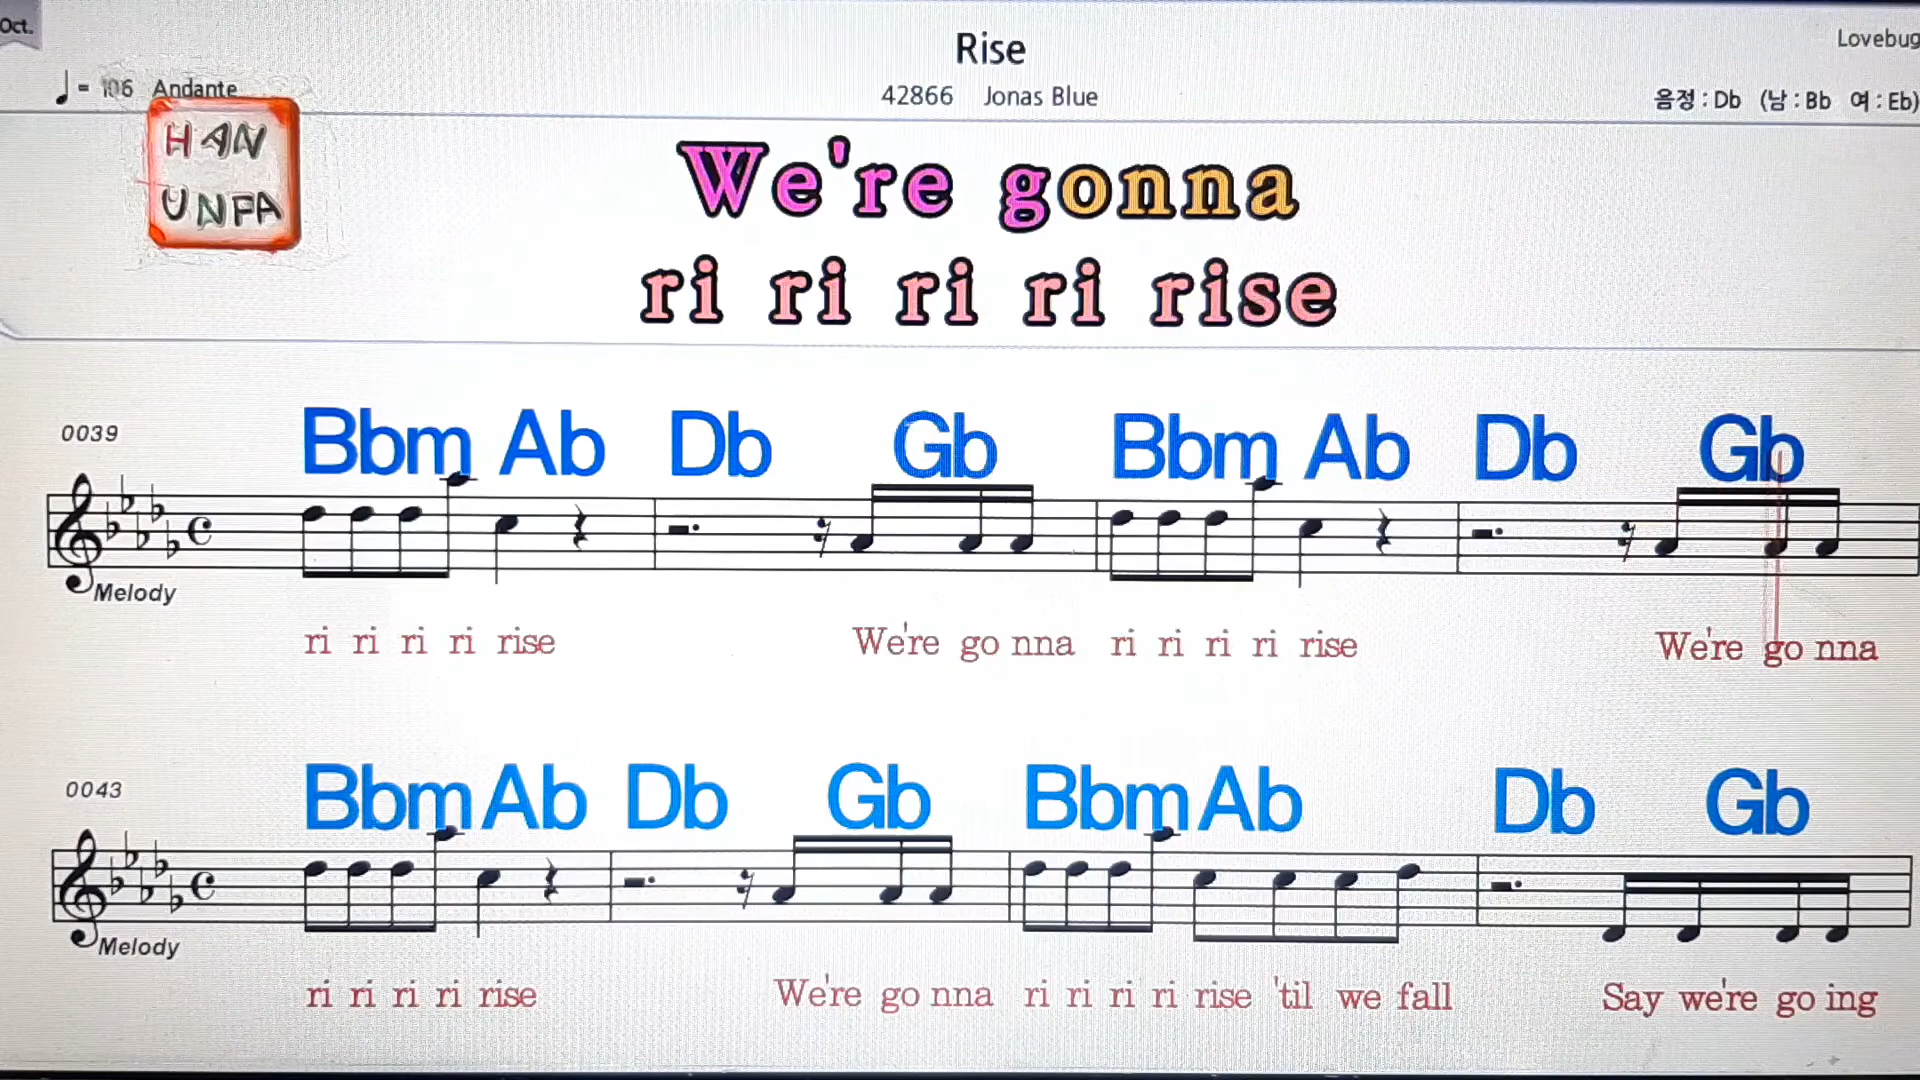 Oct.
Rise
Lovebug
= 106 Andante
42866 Jonas Blue
음정 : Db (남 : Bb 여 : Eb)
HAN
UNFA
We're gonna
ri ri ri ri rise
0039
Bbm Ab Db Gb Bbm Ab Db Gb
Melody
ri ri ri ri rise We're go nna ri ri ri ri rise We're go nna
0043
Bbm Ab Db Gb Bbm Ab Db Gb
Melody
ri ri ri ri rise We're go nna ri ri ri ri rise 'til we fall Say we're go ing